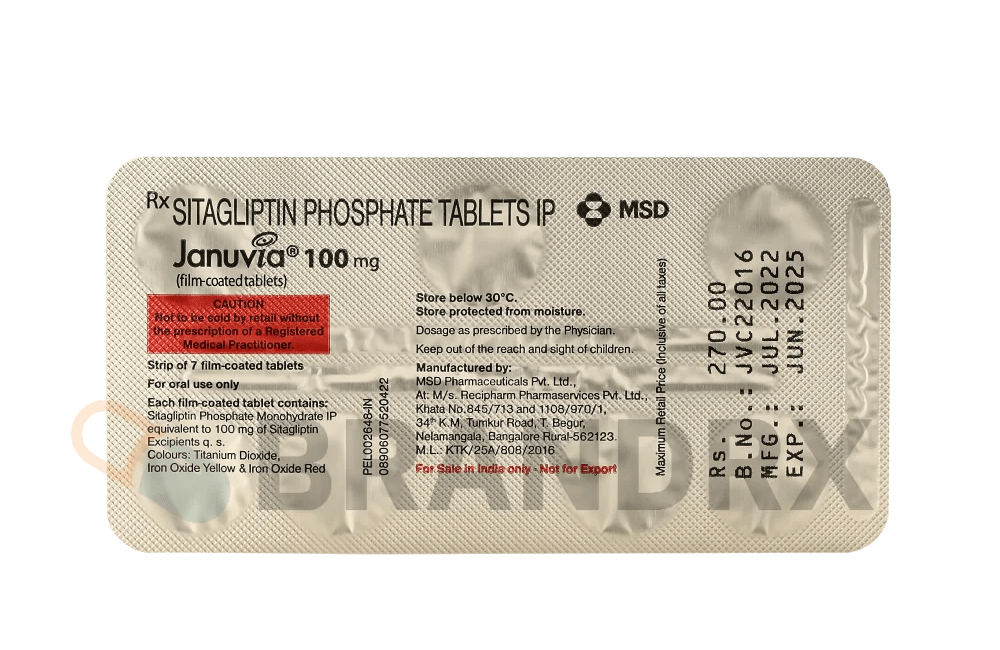 Rx SITAGLIPTIN PHOSPHATE TABLETS IP
MSD
Januvia® 100 mg
(film-coated tablets)
CAUTION
Not to be sold by retail without
the prescription of a Registered
Medical Practitioner.
Strip of 7 film-coated tablets
For oral use only
Each film-coated tablet contains:
Sitagliptin Phosphate Monohydrate IP
equivalent to 100 mg of Sitagliptin
Excipients q. s.
Colours: Titanium Dioxide,
Iron Oxide Yellow & Iron Oxide Red
PEL002648-IN
08906077520422
Store below 30°C.
Store protected from moisture.
Dosage as prescribed by the Physician.
Keep out of the reach and sight of children.
Manufactured by:
MSD Pharmaceuticals Pvt. Ltd.,
At: M/s. Recipharm Pharmaservices Pvt. Ltd.,
Khata No.845/713 and 1108/970/1,
34th K.M, Tumkur Road, T. Begur,
Nelamangala, Bangalore Rural-562123.
M.L.: KTK/25A/808/2016
For Sale in India only - Not for Export
Maximum Retail Price (Inclusive of all taxes)
Rs. 270.00
B.No.: JVC22016
MFG.: JUL.2022
EXP.: JUN.2025
BRANDRX